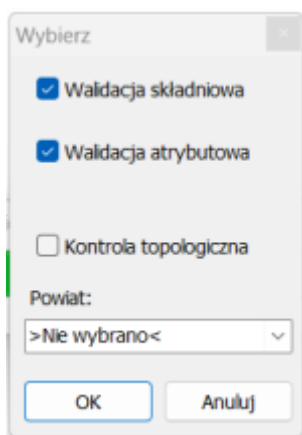 Wybierz
Walidacja składniowa
Walidacja atrybutowa
Kontrola topologiczna
Powiat:
>Nie wybrano<
OK Anuluj